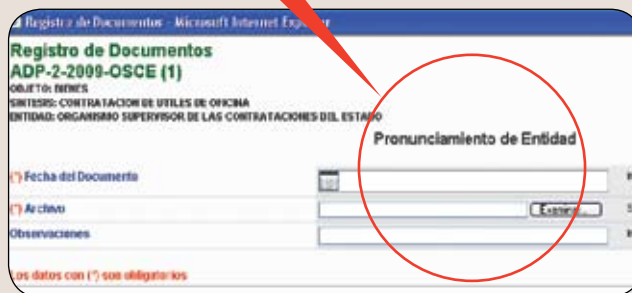 Registro de Documentos - Microsoft Internet Explorer
Registro de Documentos
ADP-2-2009-OSCE (1)
OBJETO: BIENES
SINTESIS: CONTRATACION DE UTILES DE OFICINA
ENTIDAD: ORGANISMO SUPERVISOR DE LAS CONTRATACIONES DEL ESTADO
Pronunciamiento de Entidad
(*) Fecha del Documento
(*) Archivo Examinar...
Observaciones
Los datos con (*) son obligatorios